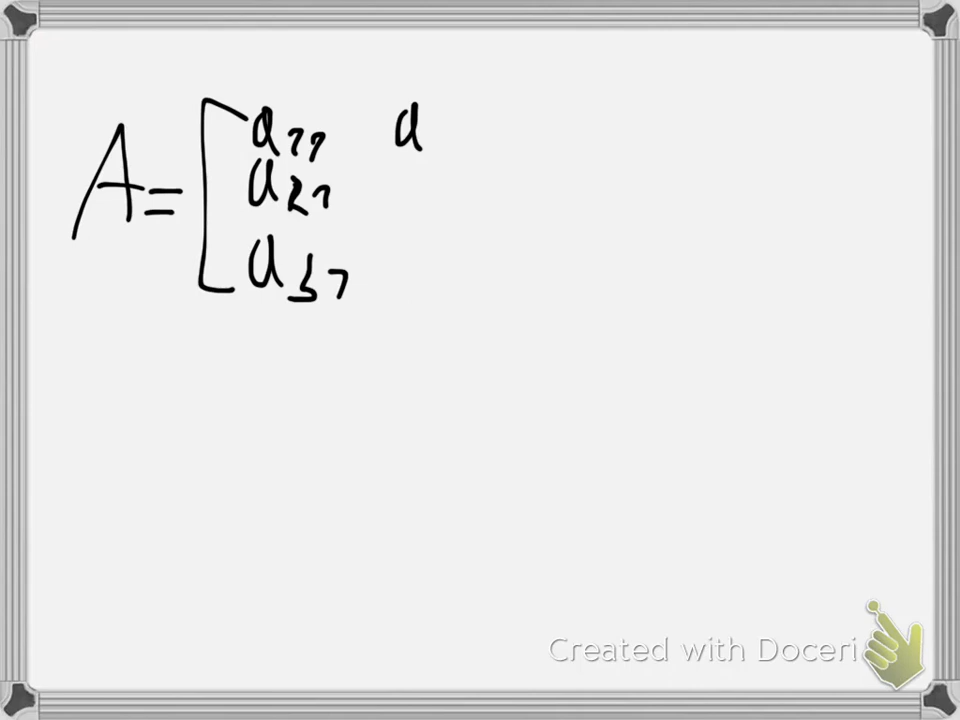 A = [ a₁₁ a
a₂₁
a₃₁
Created with Doceri